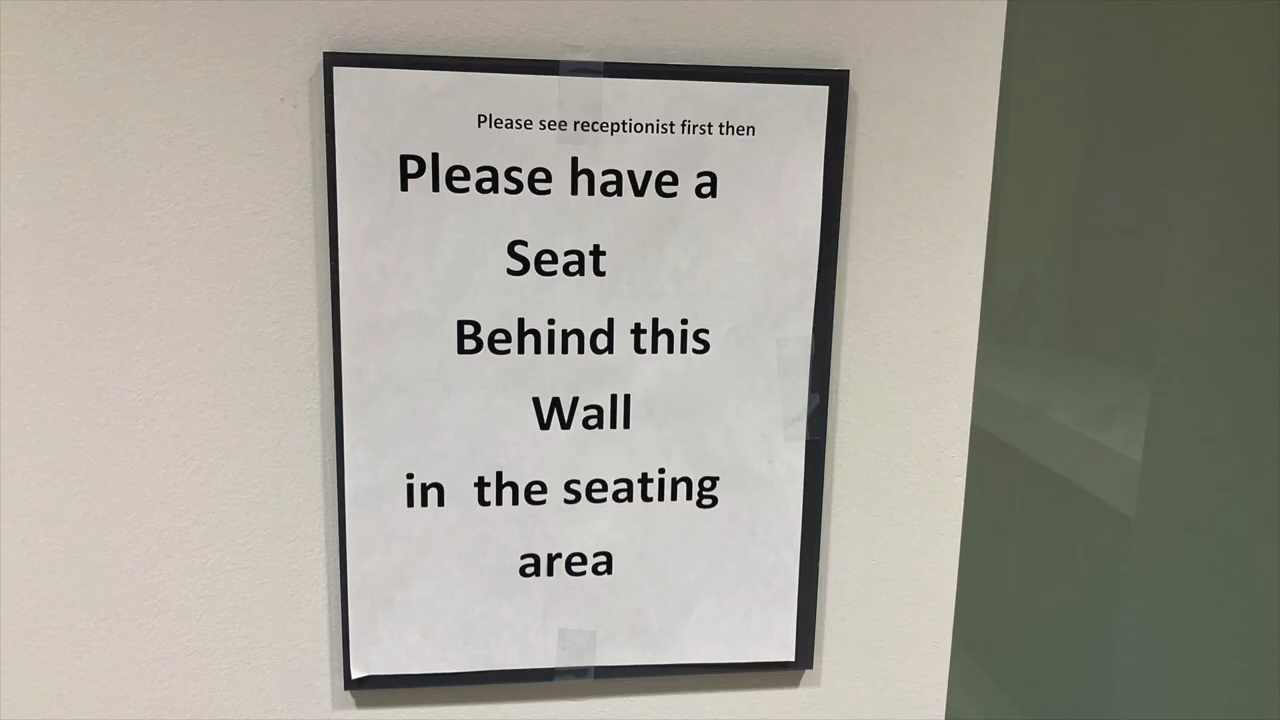 Please see receptionist first then
Please have a
Seat
Behind this
Wall
in  the seating
area